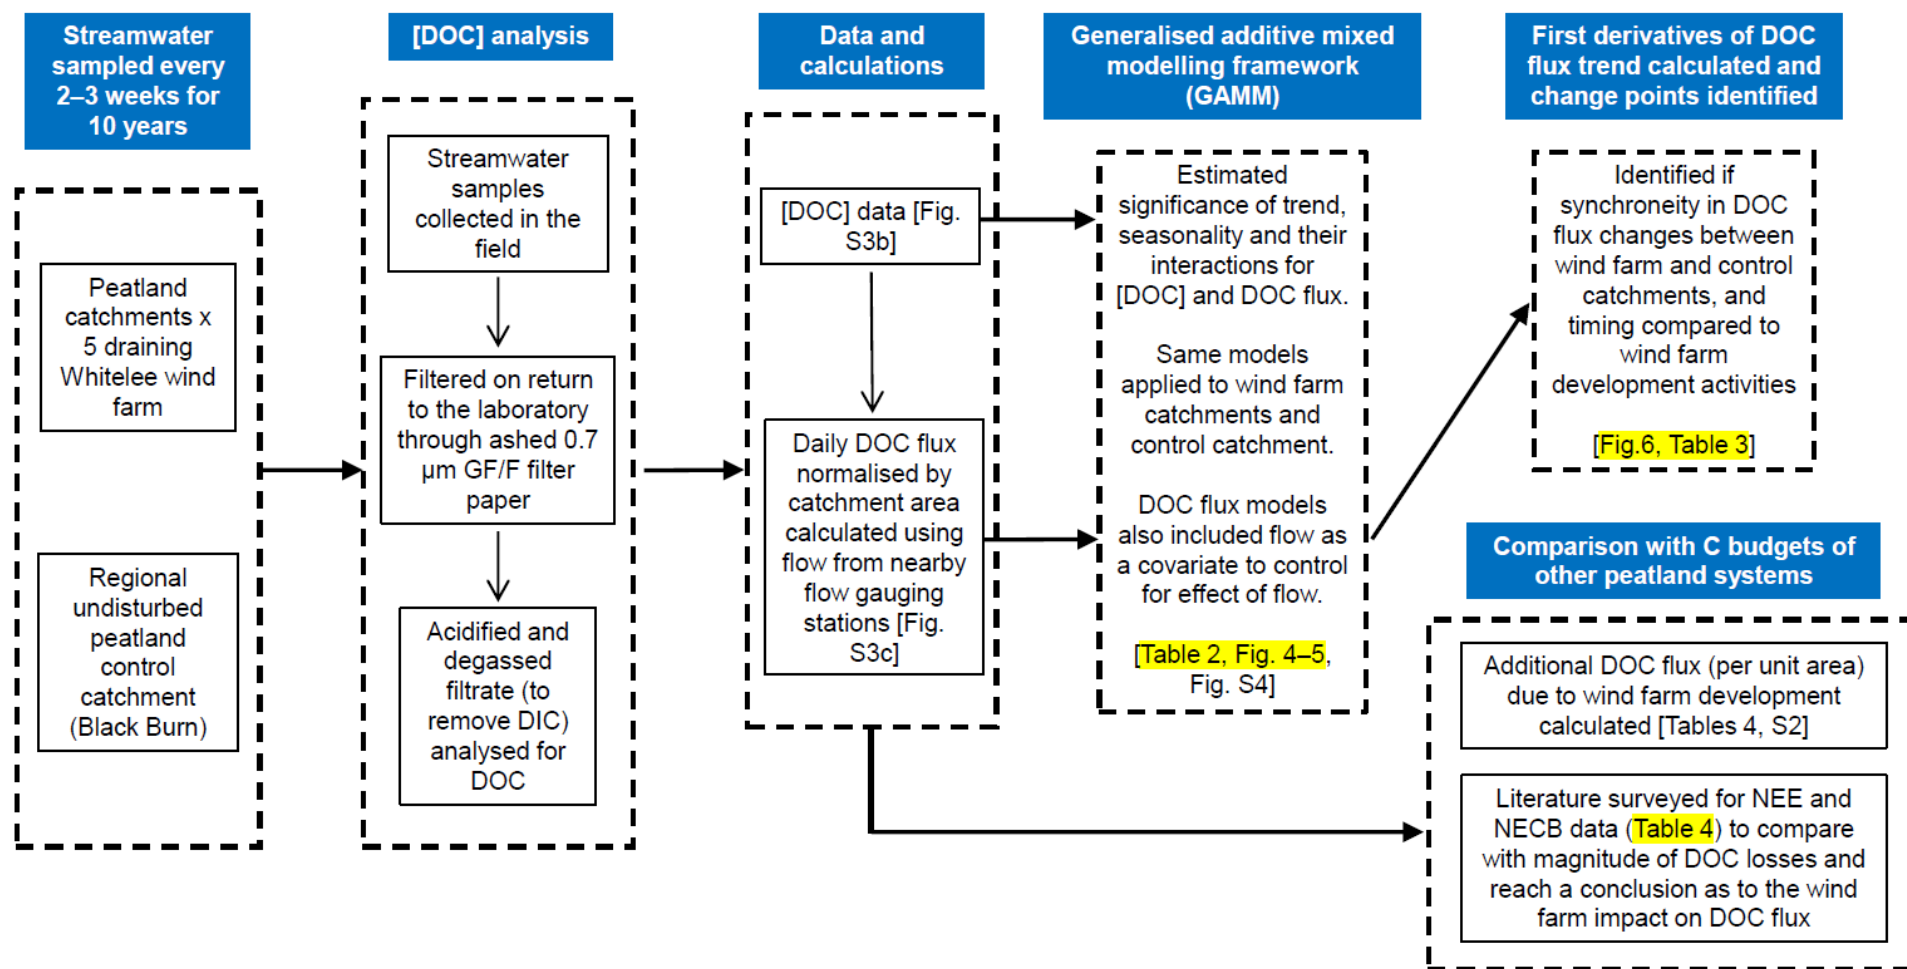 Streamwater
sampled every
2–3 weeks for
10 years
Peatland
catchments x
5 draining
Whitelee wind
farm
Regional
undisturbed
peatland
control
catchment
(Black Burn)
[DOC] analysis
Streamwater
samples
collected in the
field
Filtered on return
to the laboratory
through ashed 0.7
µm GF/F filter
paper
Acidified and
degassed
filtrate (to
remove DIC)
analysed for
DOC
Data and
calculations
[DOC] data [Fig.
S3b]
Daily DOC flux
normalised by
catchment area
calculated using
flow from nearby
flow gauging
stations [Fig.
S3c]
Generalised additive mixed
modelling framework
(GAMM)
Estimated
significance of trend,
seasonality and their
interactions for
[DOC] and DOC flux.
Same models
applied to wind farm
catchments and
control catchment.
DOC flux models
also included flow as
a covariate to control
for effect of flow.
[Table 2, Fig. 4–5,
Fig. S4]
First derivatives of DOC
flux trend calculated and
change points identified
Identified if
synchroneity in DOC
flux changes between
wind farm and control
catchments, and
timing compared to
wind farm
development activities
[Fig.6, Table 3]
Comparison with C budgets of
other peatland systems
Additional DOC flux (per unit area)
due to wind farm development
calculated [Tables 4, S2]
Literature surveyed for NEE and
NECB data (Table 4) to compare
with magnitude of DOC losses and
reach a conclusion as to the wind
farm impact on DOC flux